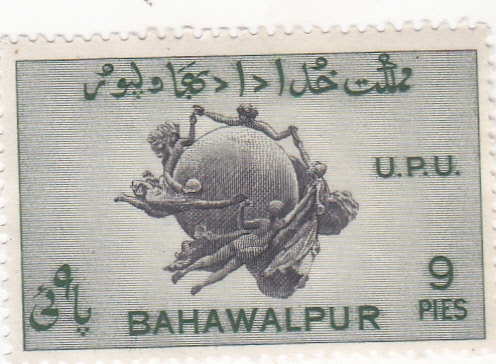 مملکت خداداد بہاولپور
U.P.U.
۹ پائی
9
PIES
BAHAWALPUR